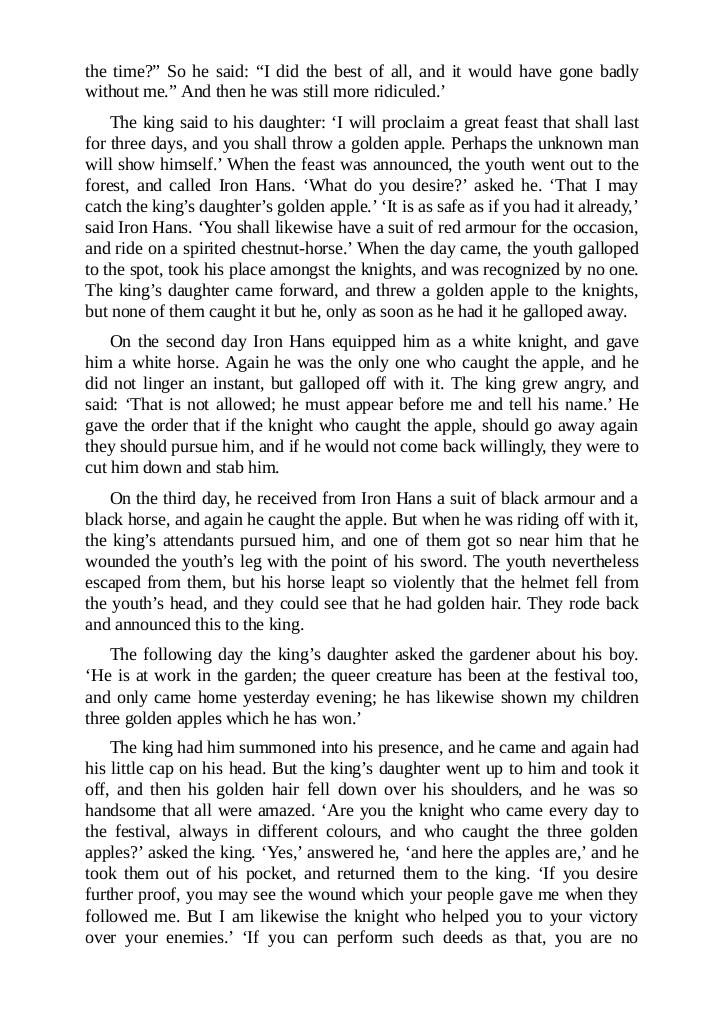 the time?” So he said: “I did the best of all, and it would have gone badly
without me.” And then he was still more ridiculed.’
The king said to his daughter: ‘I will proclaim a great feast that shall last
for three days, and you shall throw a golden apple. Perhaps the unknown man
will show himself.’ When the feast was announced, the youth went out to the
forest, and called Iron Hans. ‘What do you desire?’ asked he. ‘That I may
catch the king’s daughter’s golden apple.’ ‘It is as safe as if you had it already,’
said Iron Hans. ‘You shall likewise have a suit of red armour for the occasion,
and ride on a spirited chestnut-horse.’ When the day came, the youth galloped
to the spot, took his place amongst the knights, and was recognized by no one.
The king’s daughter came forward, and threw a golden apple to the knights,
but none of them caught it but he, only as soon as he had it he galloped away.
On the second day Iron Hans equipped him as a white knight, and gave
him a white horse. Again he was the only one who caught the apple, and he
did not linger an instant, but galloped off with it. The king grew angry, and
said: ‘That is not allowed; he must appear before me and tell his name.’ He
gave the order that if the knight who caught the apple, should go away again
they should pursue him, and if he would not come back willingly, they were to
cut him down and stab him.
On the third day, he received from Iron Hans a suit of black armour and a
black horse, and again he caught the apple. But when he was riding off with it,
the king’s attendants pursued him, and one of them got so near him that he
wounded the youth’s leg with the point of his sword. The youth nevertheless
escaped from them, but his horse leapt so violently that the helmet fell from
the youth’s head, and they could see that he had golden hair. They rode back
and announced this to the king.
The following day the king’s daughter asked the gardener about his boy.
‘He is at work in the garden; the queer creature has been at the festival too,
and only came home yesterday evening; he has likewise shown my children
three golden apples which he has won.’
The king had him summoned into his presence, and he came and again had
his little cap on his head. But the king’s daughter went up to him and took it
off, and then his golden hair fell down over his shoulders, and he was so
handsome that all were amazed. ‘Are you the knight who came every day to
the festival, always in different colours, and who caught the three golden
apples?’ asked the king. ‘Yes,’ answered he, ‘and here the apples are,’ and he
took them out of his pocket, and returned them to the king. ‘If you desire
further proof, you may see the wound which your people gave me when they
followed me. But I am likewise the knight who helped you to your victory
over your enemies.’ ‘If you can perform such deeds as that, you are no